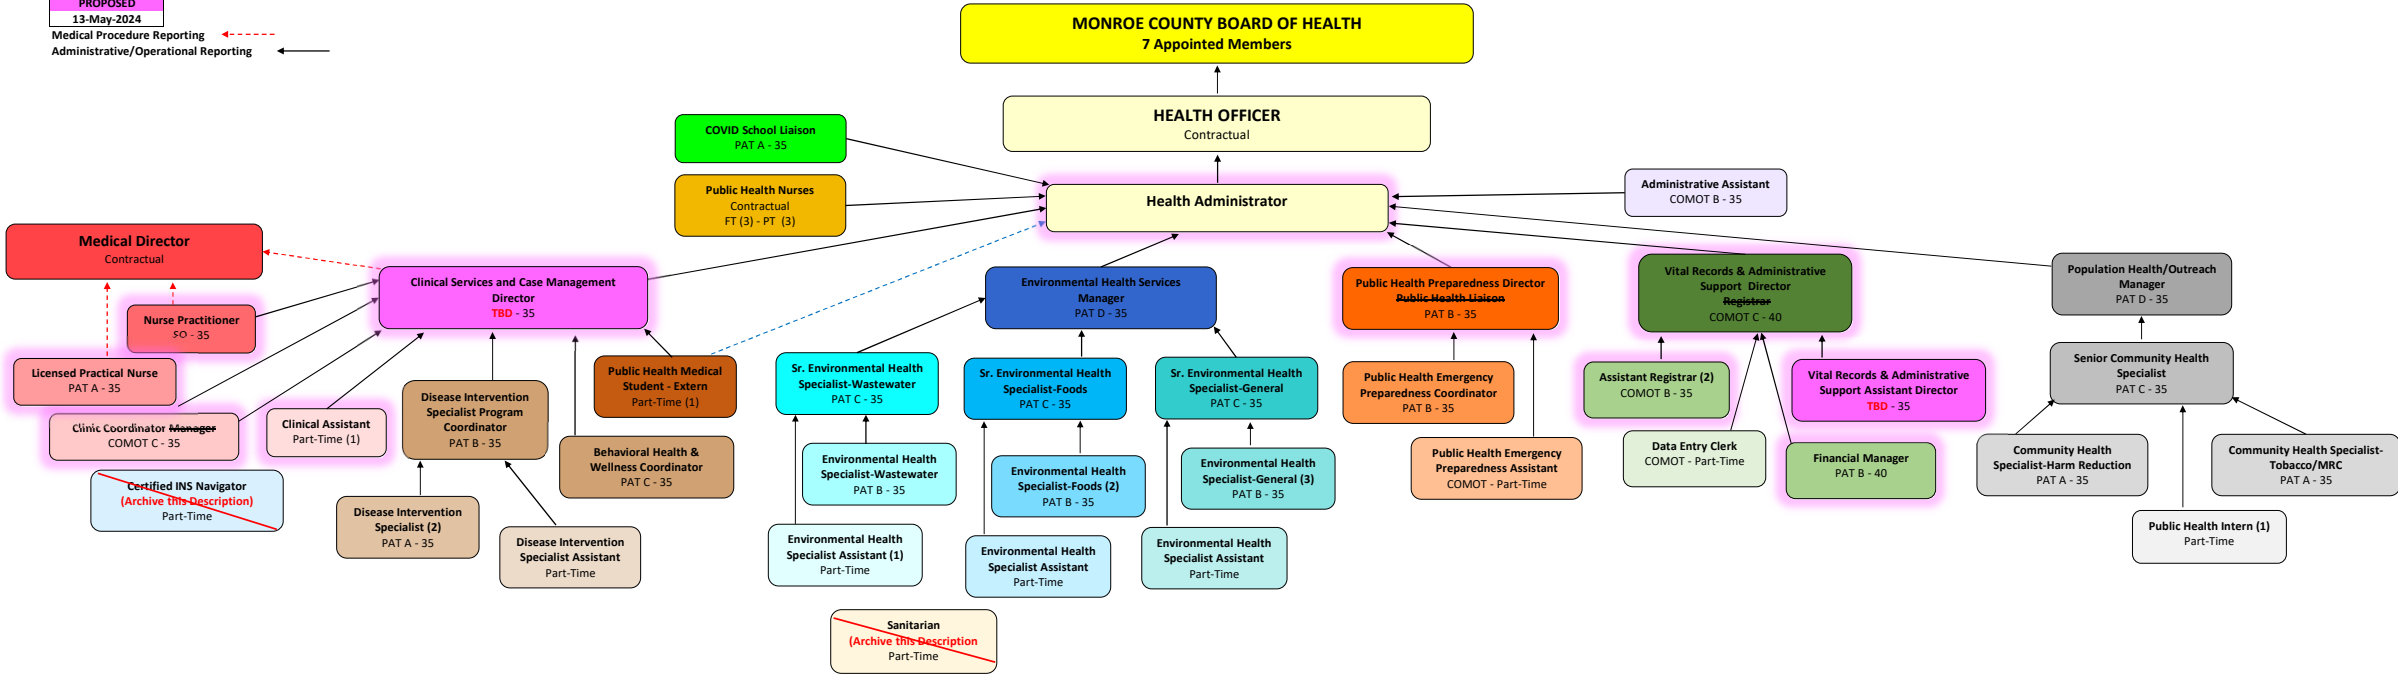 PROPOSED
13-May-2024
Medical Procedure Reporting
Administrative/Operational Reporting
MONROE COUNTY BOARD OF HEALTH
7 Appointed Members
HEALTH OFFICER
Contractual
COVID School Liaison
PAT A - 35
Public Health Nurses
Contractual
FT (3) - PT (3)
Health Administrator
Administrative Assistant
COMOT B - 35
Medical Director
Contractual
Clinical Services and Case Management
Director
TBD - 35
Environmental Health Services
Manager
PAT D - 35
Public Health Preparedness Director
Public Health Liaison
PAT B - 35
Vital Records & Administrative
Support Director
Registrar
COMOT C - 40
Population Health/Outreach
Manager
PAT D - 35
Nurse Practitioner
SO - 35
Licensed Practical Nurse
PAT A - 35
Clinic Coordinator Manager
COMOT C - 35
Clinical Assistant
Part-Time (1)
Disease Intervention
Specialist Program
Coordinator
PAT B - 35
Behavioral Health &
Wellness Coordinator
PAT C - 35
Public Health Medical
Student - Extern
Part-Time (1)
Sr. Environmental Health
Specialist-Wastewater
PAT C - 35
Sr. Environmental Health
Specialist-Foods
PAT C - 35
Sr. Environmental Health
Specialist-General
PAT C - 35
Public Health Emergency
Preparedness Coordinator
PAT B - 35
Public Health Emergency
Preparedness Assistant
COMOT - Part-Time
Assistant Registrar (2)
COMOT B - 35
Vital Records & Administrative
Support Assistant Director
TBD - 35
Data Entry Clerk
COMOT - Part-Time
Financial Manager
PAT B - 40
Senior Community Health
Specialist
PAT C - 35
Community Health
Specialist-Harm Reduction
PAT A - 35
Community Health Specialist-
Tobacco/MRC
PAT A - 35
Public Health Intern (1)
Part-Time
Certified INS Navigator
(Archive this Description)
Part-Time
Disease Intervention
Specialist (2)
PAT A - 35
Disease Intervention
Specialist Assistant
Part-Time
Environmental Health
Specialist-Wastewater
PAT B - 35
Environmental Health
Specialist-Foods (2)
PAT B - 35
Environmental Health
Specialist-General (3)
PAT B - 35
Environmental Health
Specialist Assistant (1)
Part-Time
Environmental Health
Specialist Assistant
Part-Time
Environmental Health
Specialist Assistant
Part-Time
Sanitarian
(Archive this Description
Part-Time